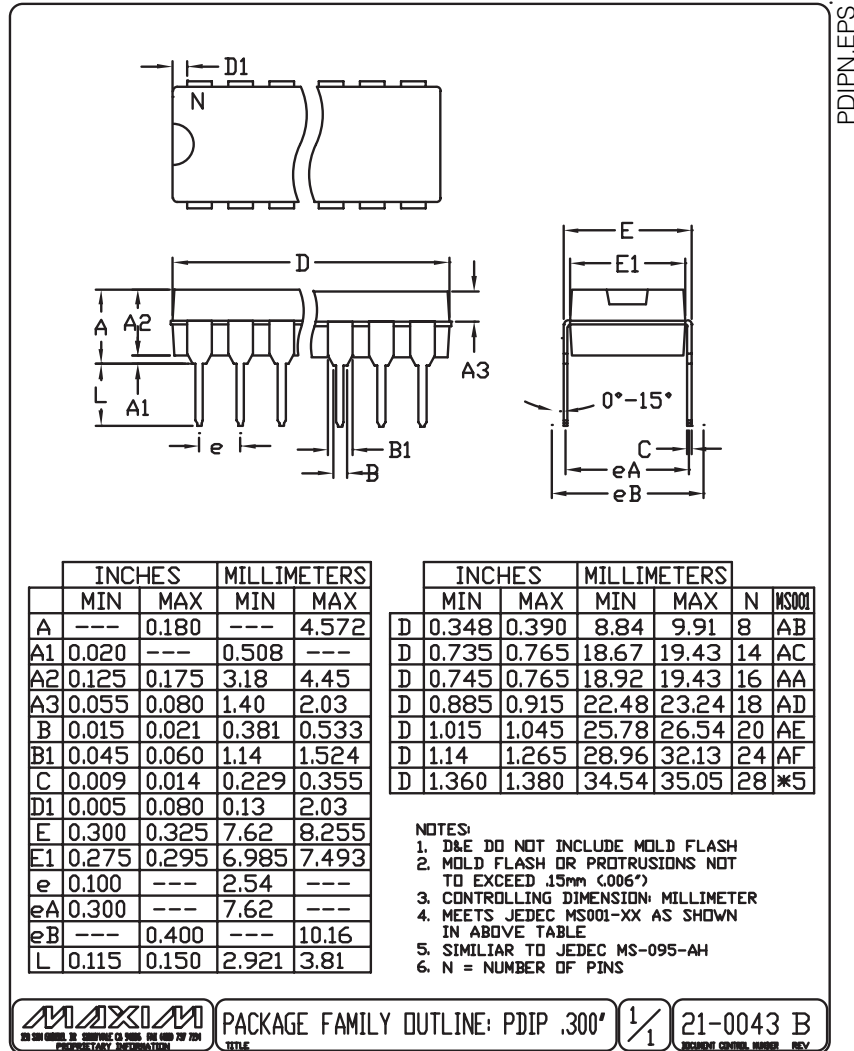 PDIPN.EPS
D1
N
D
E
E1
A
A2
A3
L
A1
0°-15°
e
B1
B
C
eA
eB
INCHES MILLIMETERS
MIN MAX MIN MAX
A --- 0.180 --- 4.572
A1 0.020 --- 0.508 ---
A2 0.125 0.175 3.18 4.45
A3 0.055 0.080 1.40 2.03
B 0.015 0.021 0.381 0.533
B1 0.045 0.060 1.14 1.524
C 0.009 0.014 0.229 0.355
D1 0.005 0.080 0.13 2.03
E 0.300 0.325 7.62 8.255
E1 0.275 0.295 6.985 7.493
e 0.100 --- 2.54 ---
eA 0.300 --- 7.62 ---
eB --- 0.400 --- 10.16
L 0.115 0.150 2.921 3.81
INCHES MILLIMETERS
MIN MAX MIN MAX N MS001
D 0.348 0.390 8.84 9.91 8 AB
D 0.735 0.765 18.67 19.43 14 AC
D 0.745 0.765 18.92 19.43 16 AA
D 0.885 0.915 22.48 23.24 18 AD
D 1.015 1.045 25.78 26.54 20 AE
D 1.14 1.265 28.96 32.13 24 AF
D 1.360 1.380 34.54 35.05 28 *5
NOTES:
1. D&E DO NOT INCLUDE MOLD FLASH
2. MOLD FLASH OR PROTRUSIONS NOT
TO EXCEED .15mm (.006")
3. CONTROLLING DIMENSION: MILLIMETER
4. MEETS JEDEC MS001-XX AS SHOWN
IN ABOVE TABLE
5. SIMILIAR TO JEDEC MS-095-AH
6. N = NUMBER OF PINS
MAXIM
PROPRIETARY INFORMATION
PACKAGE FAMILY OUTLINE: PDIP .300"
TITLE
1/1
21-0043 B
DOCUMENT CONTROL NUMBER REV